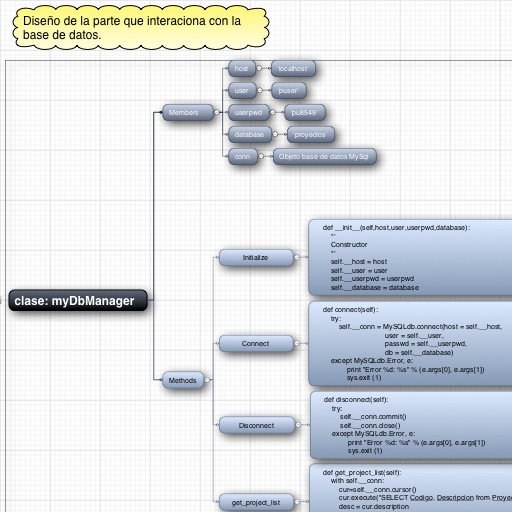 Diseño de la parte que interaciona con la
base de datos.
host
'localhost'
user
'puser'
Members
userpwd
'pu8549'
database
'proyectos'
conn
Objeto base de datos MySql
def __init__(self,host,user,userpwd,database):
'''
Constructor
'''
self.__host = host
self.__user = user
self.__userpwd = userpwd
self.__database = database
Initialize
clase: myDbManager
def connect(self):
try:
self.__conn = MySQLdb.connect(host = self.__host,
user = self.__user,
passwd = self.__userpwd,
db = self.__database)
except MySQLdb.Error, e:
print "Error %d: %s" % (e.args[0], e.args[1])
sys.exit (1)
Connect
Methods
def disconnect(self):
try:
self.__conn.commit()
self.__conn.close()
except MySQLdb.Error, e:
print "Error %d: %s" % (e.args[0], e.args[1])
sys.exit (1)
Disconnect
def get_project_list(self):
with self.__conn:
cur=self.__conn.cursor()
cur.execute("SELECT Codigo, Descripcion from Proye
desc = cur.description
get_project_list